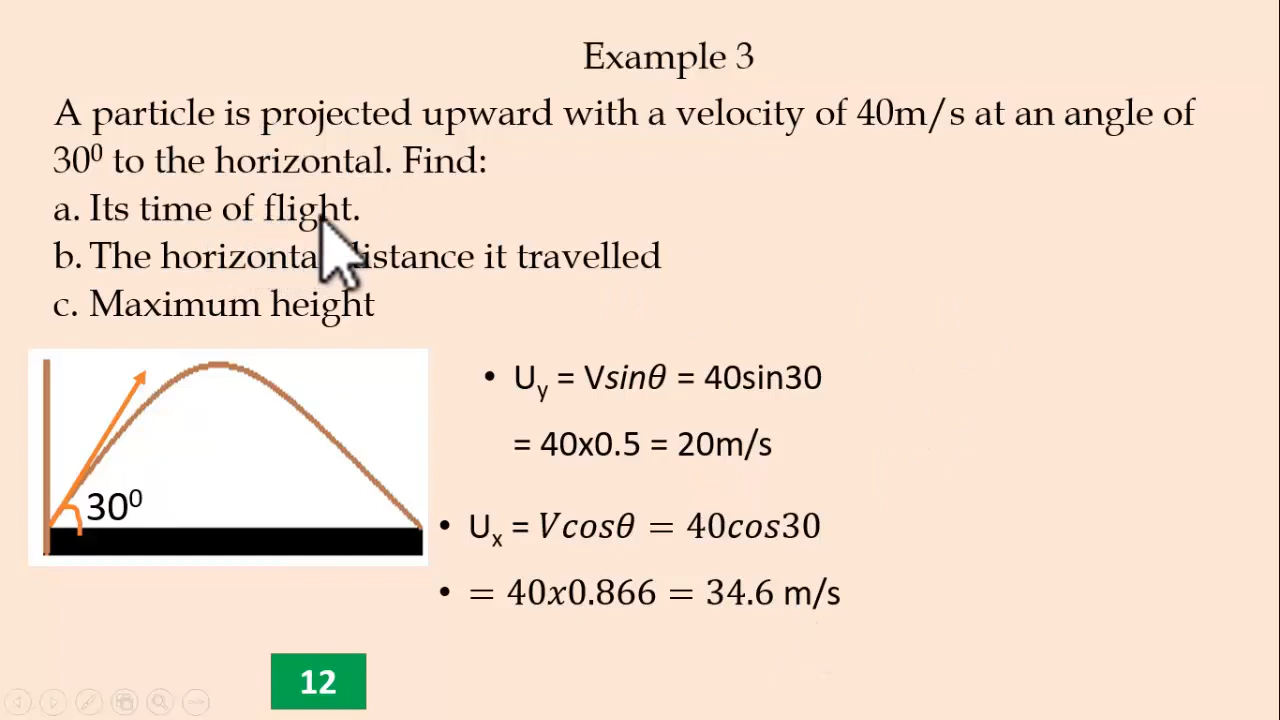 Example 3
A particle is projected upward with a velocity of 40m/s at an angle of
30⁰ to the horizontal. Find:
a. Its time of flight.
b. The horizontal distance it travelled
c. Maximum height
30⁰
• Uᵧ = V𝑠𝑖𝑛𝜃 = 40sin30
= 40x0.5 = 20m/s
• Uₓ = 𝑉𝑐𝑜𝑠𝜃 = 40𝑐𝑜𝑠30
• = 40𝑥0.866 = 34.6 m/s
12